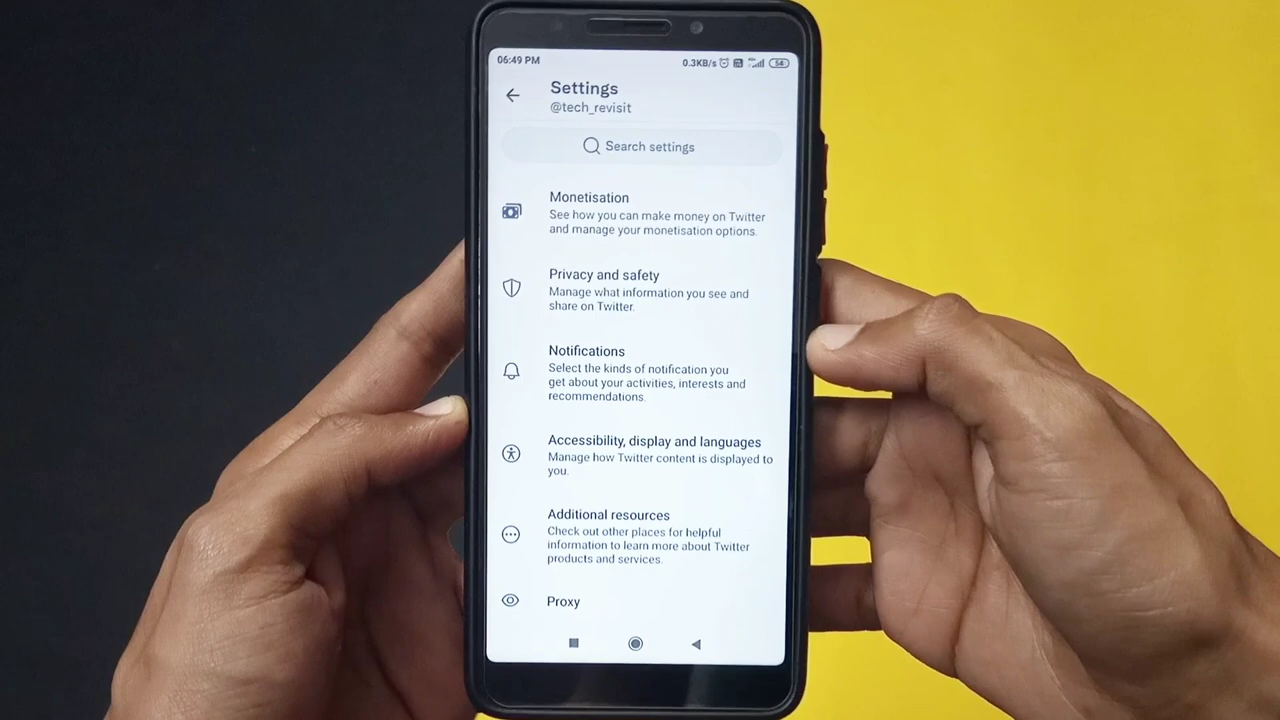 06:49 PM 0.3KB/s 54
Settings
@tech_revisit
Search settings
Monetisation
See how you can make money on Twitter
and manage your monetisation options.
Privacy and safety
Manage what information you see and
share on Twitter.
Notifications
Select the kinds of notification you
get about your activities, interests and
recommendations.
Accessibility, display and languages
Manage how Twitter content is displayed to
you.
Additional resources
Check out other places for helpful
information to learn more about Twitter
products and services.
Proxy